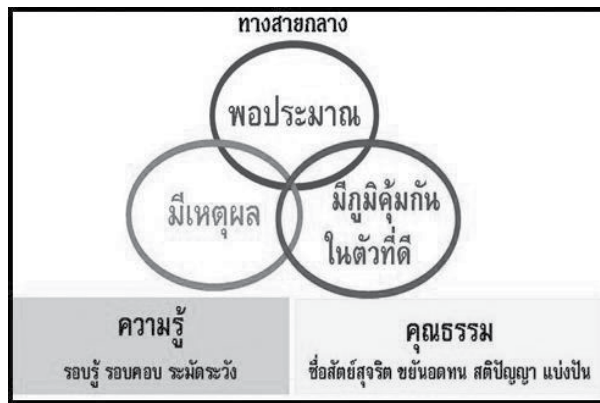 ทางสายกลาง
พอประมาณ
มีเหตุผล
มีภูมิคุ้มกัน
ในตัวที่ดี
ความรู้
รอบรู้ รอบคอบ ระมัดระวัง
คุณธรรม
ซื่อสัตย์สุจริต ขยันอดทน สติปัญญา แบ่งปัน